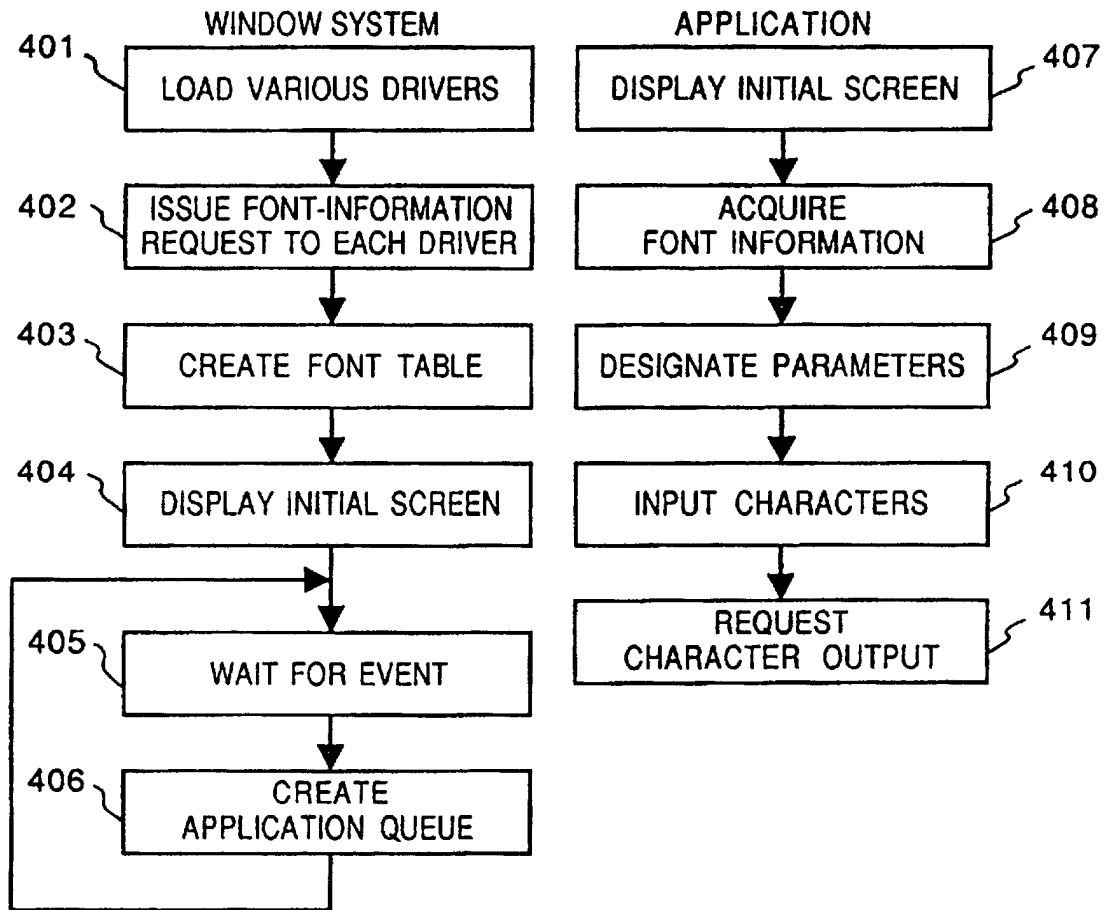 WINDOW SYSTEM
401
LOAD VARIOUS DRIVERS
402
ISSUE FONT-INFORMATION
REQUEST TO EACH DRIVER
403
CREATE FONT TABLE
404
DISPLAY INITIAL SCREEN
405
WAIT FOR EVENT
406
CREATE
APPLICATION QUEUE
APPLICATION
407
DISPLAY INITIAL SCREEN
408
ACQUIRE
FONT INFORMATION
409
DESIGNATE PARAMETERS
410
INPUT CHARACTERS
411
REQUEST
CHARACTER OUTPUT